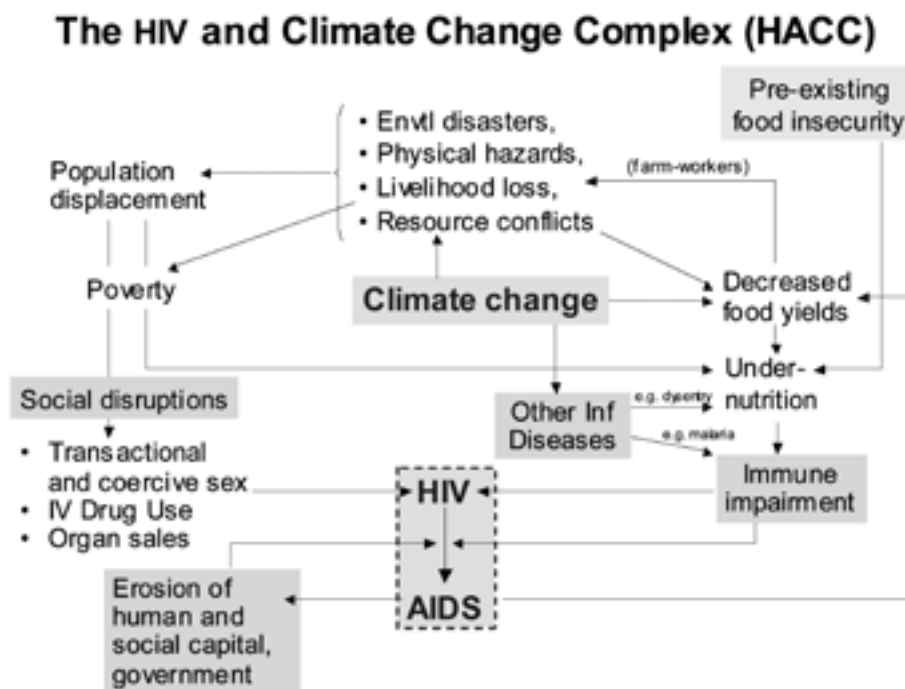 The HIV and Climate Change Complex (HACC)
Pre-existing
food insecurity
• Envtl disasters,
• Physical hazards,
• Livelihood loss,
• Resource conflicts
(farm-workers)
Population
displacement
Poverty
Climate change
Decreased
food yields
Under-
nutrition
Social disruptions
Other Inf
Diseases
e.g. dysentry
e.g. malaria
• Transactional
and coercive sex
• IV Drug Use
• Organ sales
HIV
Immune
impairment
AIDS
Erosion of
human and
social capital,
government